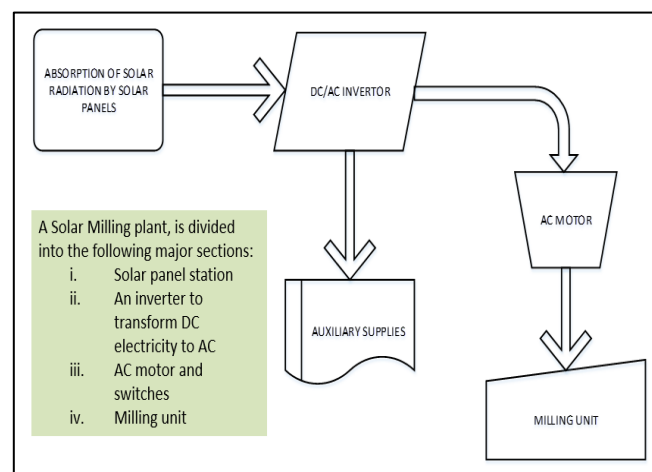 ABSORPTION OF SOLAR
RADIATION BY SOLAR
PANELS
DC/AC INVERTOR
AC MOTOR
A Solar Milling plant, is divided
into the following major sections:
i. Solar panel station
ii. An inverter to
transform DC
electricity to AC
iii. AC motor and
switches
iv. Milling unit
AUXILIARY SUPPLIES
MILLING UNIT